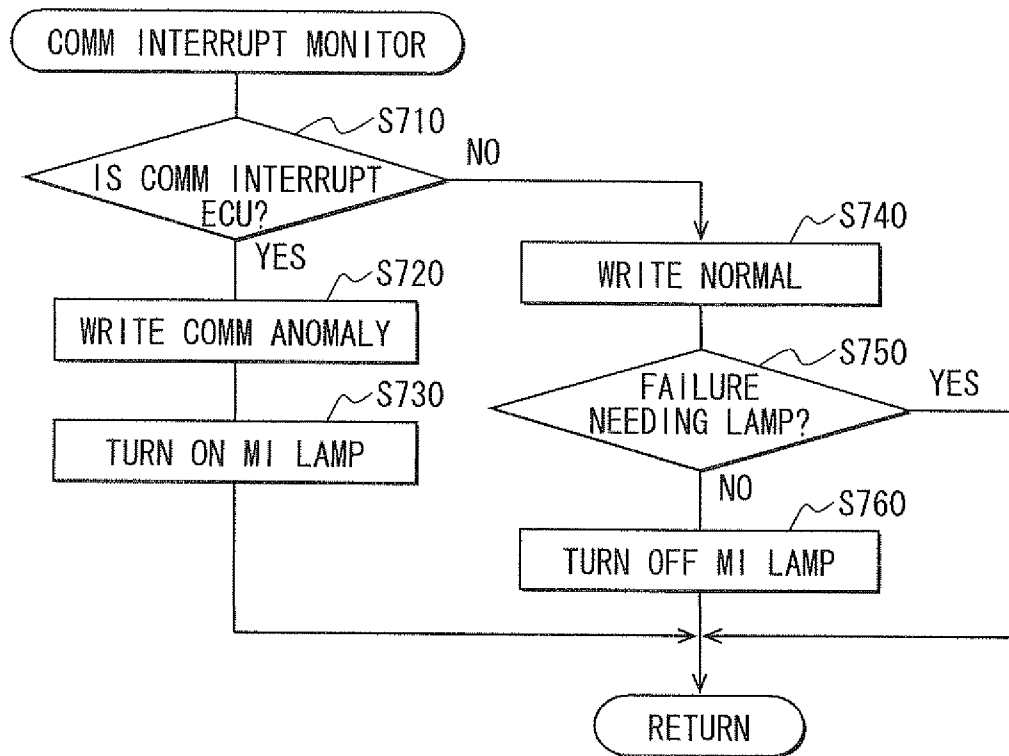 COMM INTERRUPT MONITOR
S710
IS COMM INTERRUPT
ECU?
NO
YES
S720
WRITE COMM ANOMALY
S730
TURN ON MI LAMP
S740
WRITE NORMAL
S750
FAILURE
NEEDING LAMP?
YES
NO
S760
TURN OFF MI LAMP
RETURN